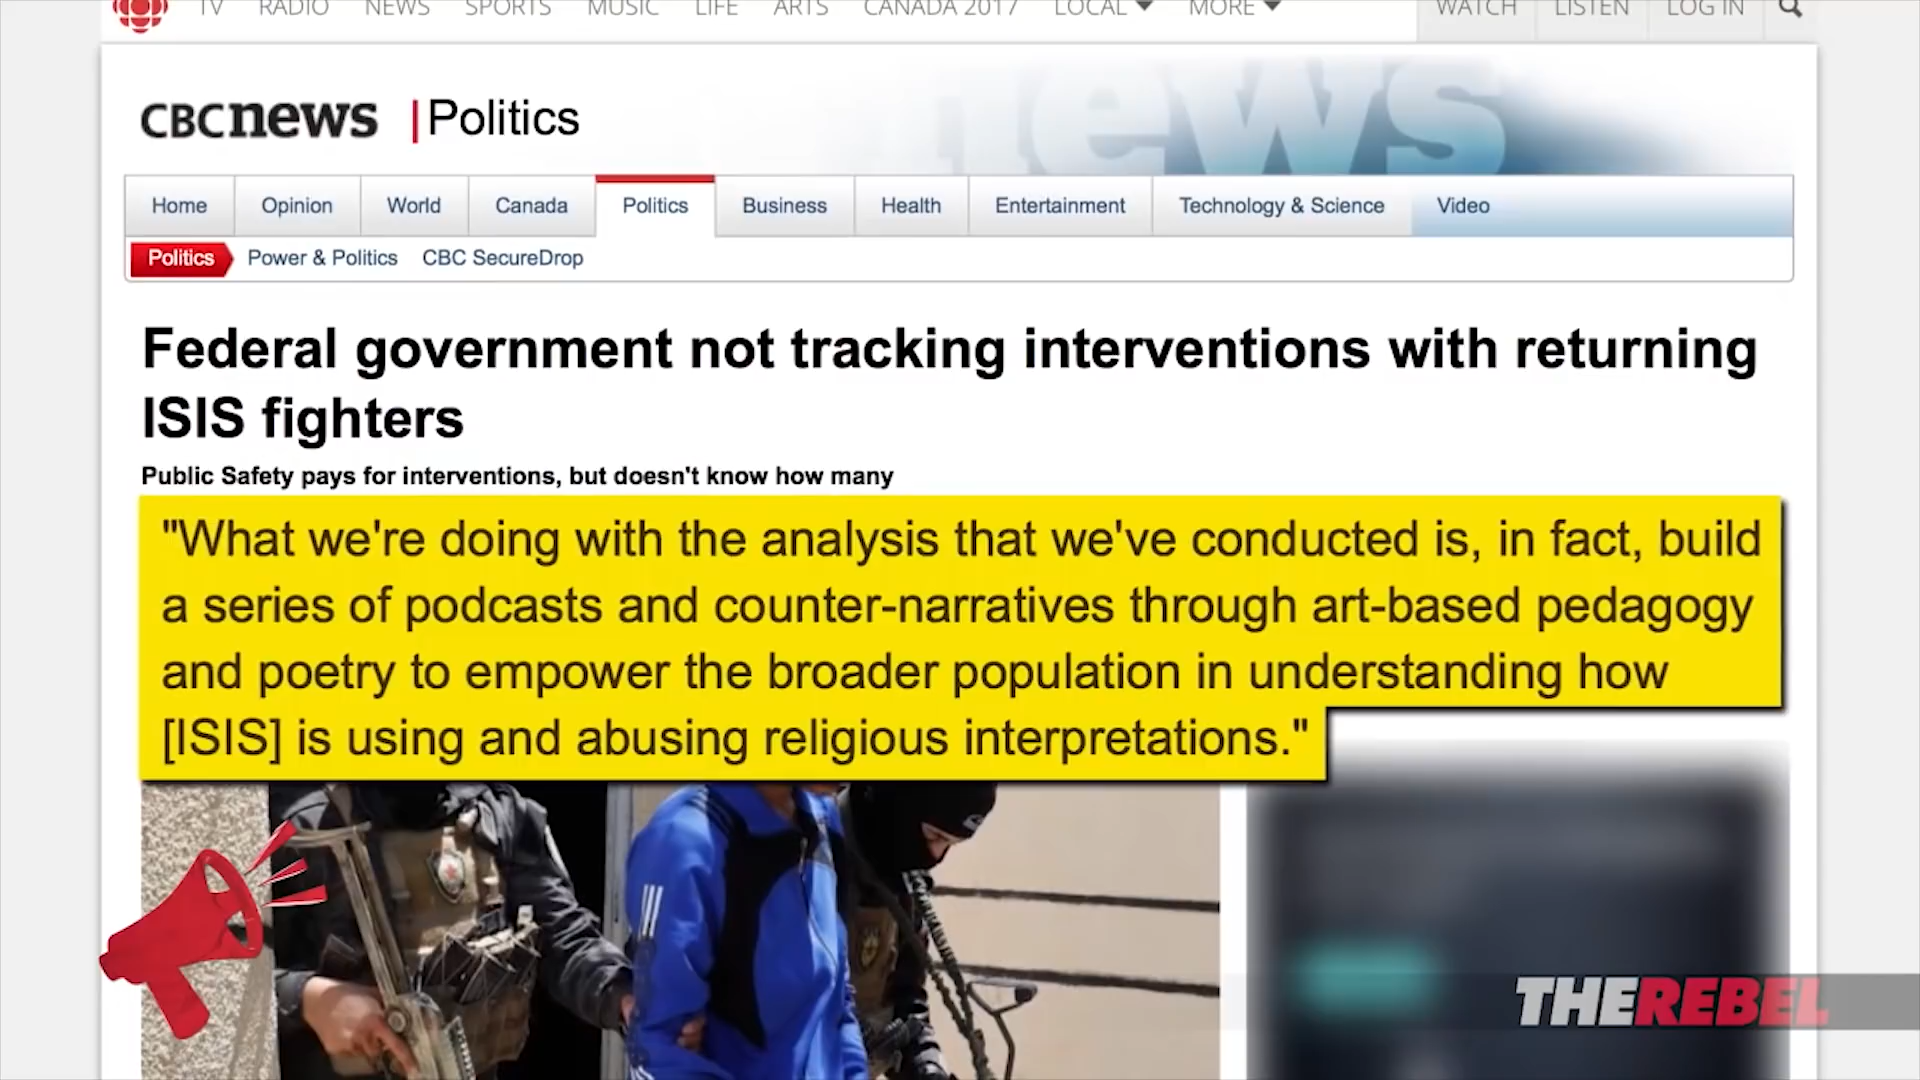 TV RADIO NEWS SPORTS MUSIC LIFE ARTS CANADA 2017 LOCAL MORE WATCH LISTEN LOG IN
news
CBCnews | Politics
Home Opinion World Canada Politics Business Health Entertainment Technology & Science Video
Politics Power & Politics CBC SecureDrop
Federal government not tracking interventions with returning
ISIS fighters
Public Safety pays for interventions, but doesn't know how many
"What we're doing with the analysis that we've conducted is, in fact, build
a series of podcasts and counter-narratives through art-based pedagogy
and poetry to empower the broader population in understanding how
[ISIS] is using and abusing religious interpretations."
THEREBEL